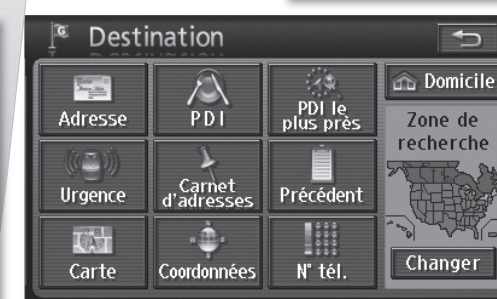 G
Destination
Adresse
PDI
PDI le
plus près
Domicile
Zone de
recherche
Urgence
Carnet
d'adresses
Précédent
Carte
Coordonnées
N° tél.
Changer